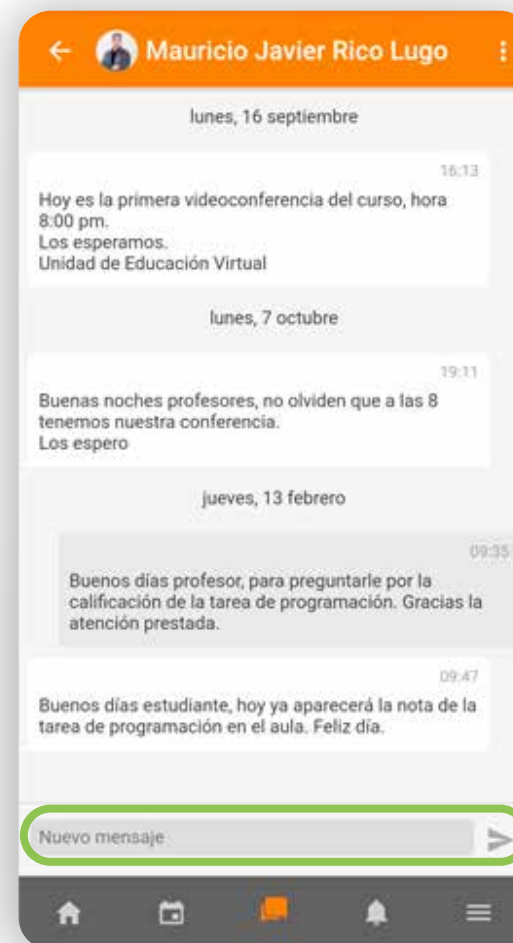 Mauricio Javier Rico Lugo
lunes, 16 septiembre
16:13
Hoy es la primera videoconferencia del curso, hora
8:00 pm.
Los esperamos.
Unidad de Educación Virtual
lunes, 7 octubre
19:11
Buenas noches profesores, no olviden que a las 8
tenemos nuestra conferencia.
Los espero
jueves, 13 febrero
09:35
Buenos días profesor, para preguntarle por la
calificación de la tarea de programación. Gracias la
atención prestada.
09:47
Buenos días estudiante, hoy ya aparecerá la nota de la
tarea de programación en el aula. Feliz día.
Nuevo mensaje